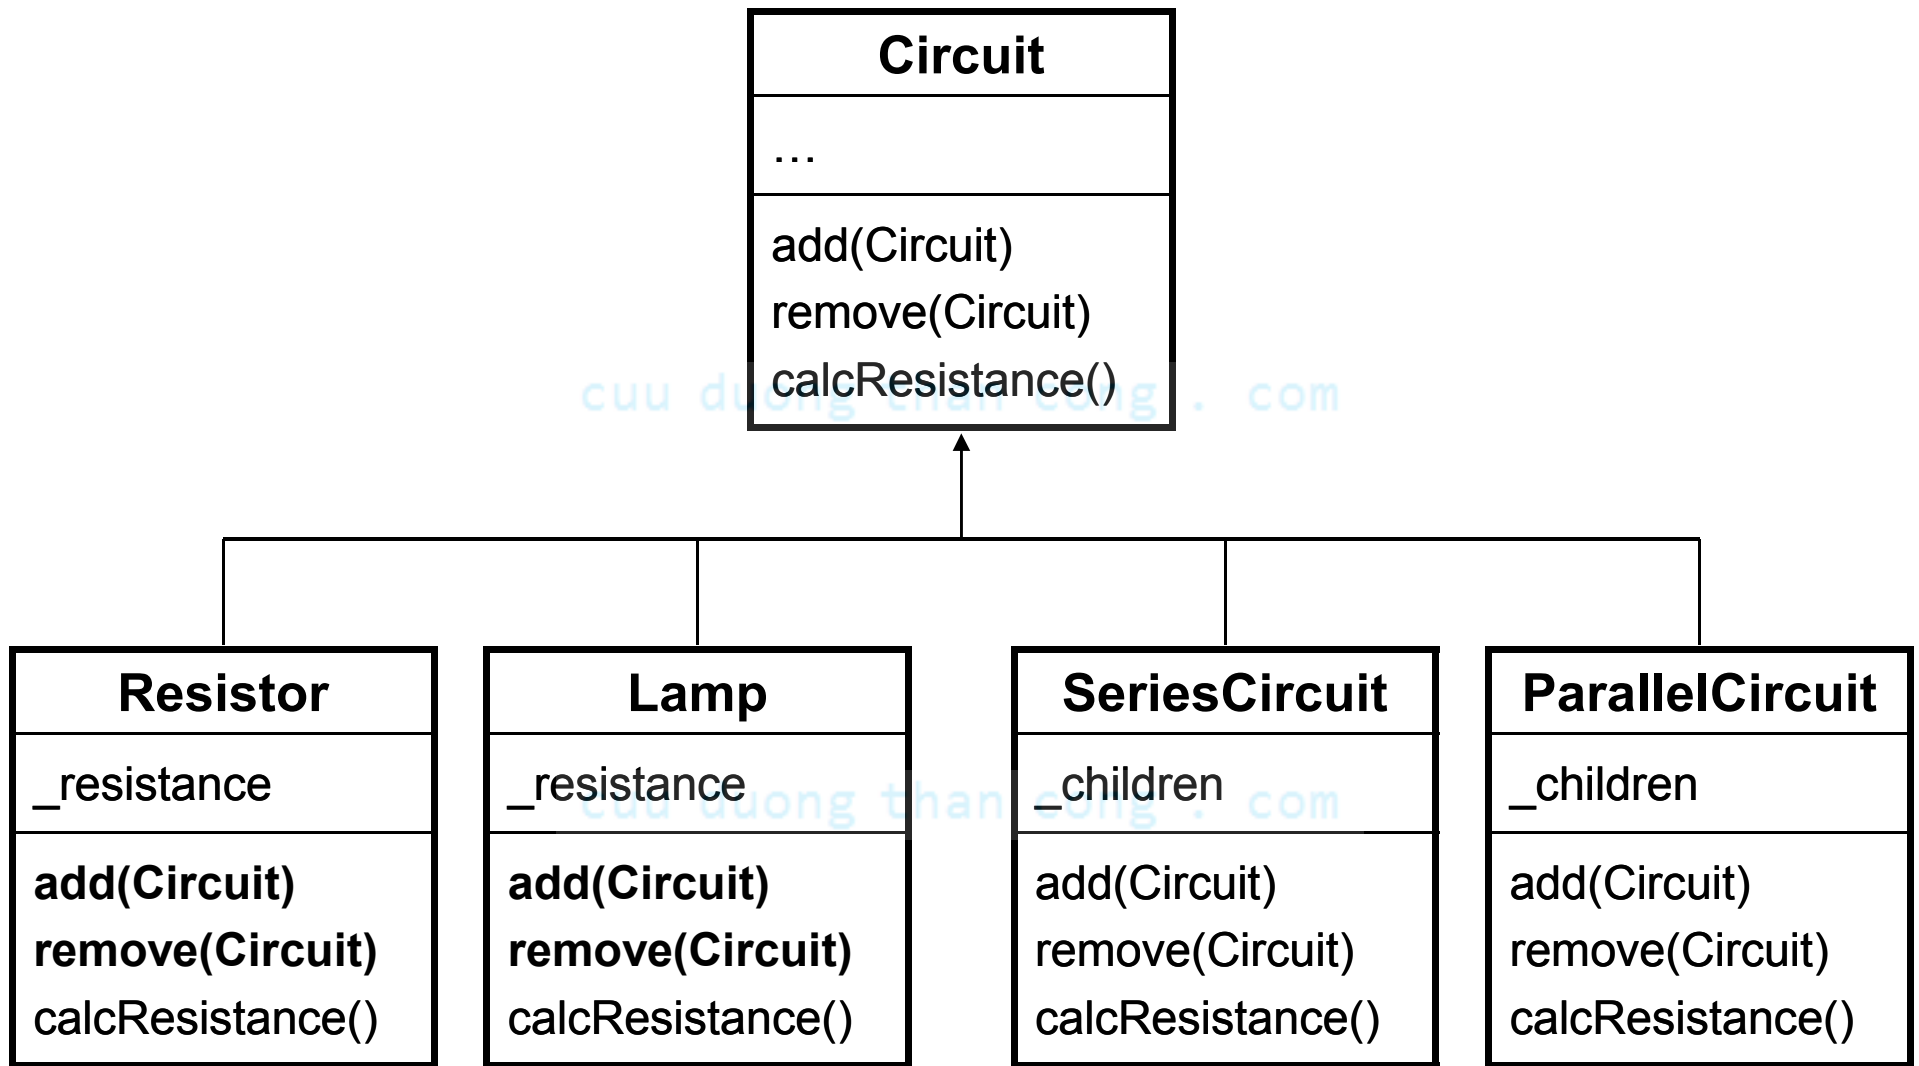 Circuit
…
add(Circuit)
remove(Circuit)
calcResistance()
cuu duong than cong . com
Resistor
_resistance
add(Circuit)
remove(Circuit)
calcResistance()
Lamp
_resistance
add(Circuit)
remove(Circuit)
calcResistance()
SeriesCircuit
_children
add(Circuit)
remove(Circuit)
calcResistance()
ParallelCircuit
_children
add(Circuit)
remove(Circuit)
calcResistance()
cuu duong than cong . com